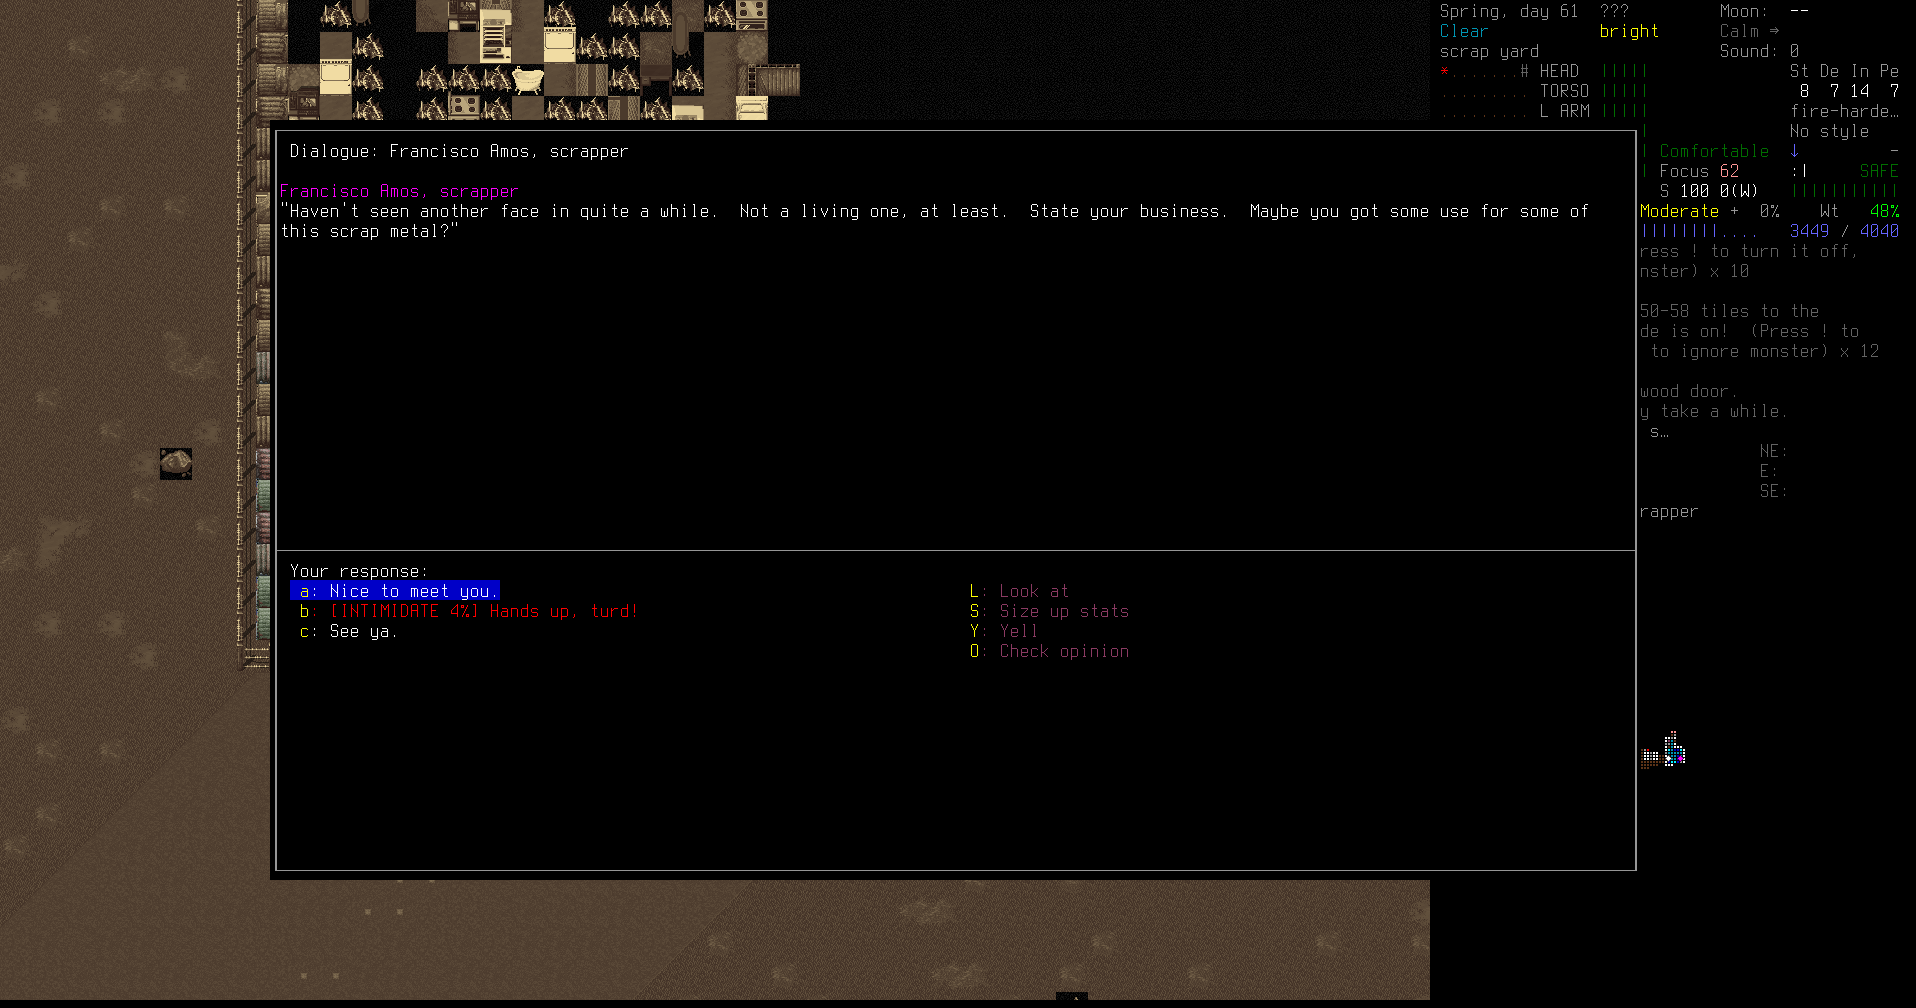 Spring, day 61 ??? Moon: --
Clear bright Calm ⇒
scrap yard Sound: 0
*.......# HEAD ||||| St De In Pe
......... TORSO ||||| 8 7 14 7
......... L ARM ||||| fire-harde…
| No style
Dialogue: Francisco Amos, scrapper
| Comfortable ↓ -
| Focus 62 :| SAFE
Francisco Amos, scrapper
S 100 0(W) |||||||||||
"Haven't seen another face in quite a while. Not a living one, at least. State your business. Maybe you got some use for some of
this scrap metal?"
Moderate + 0% Wt 48%
||||||||.... 3449 / 4040
ress ! to turn it off,
nster) x 10
50-58 tiles to the
de is on! (Press ! to
to ignore monster) x 12
wood door.
y take a while.
s…
NE:
E:
SE:
rapper
Your response:
a: Nice to meet you.
b: [INTIMIDATE 4%] Hands up, turd!
c: See ya.
L: Look at
S: Size up stats
Y: Yell
O: Check opinion